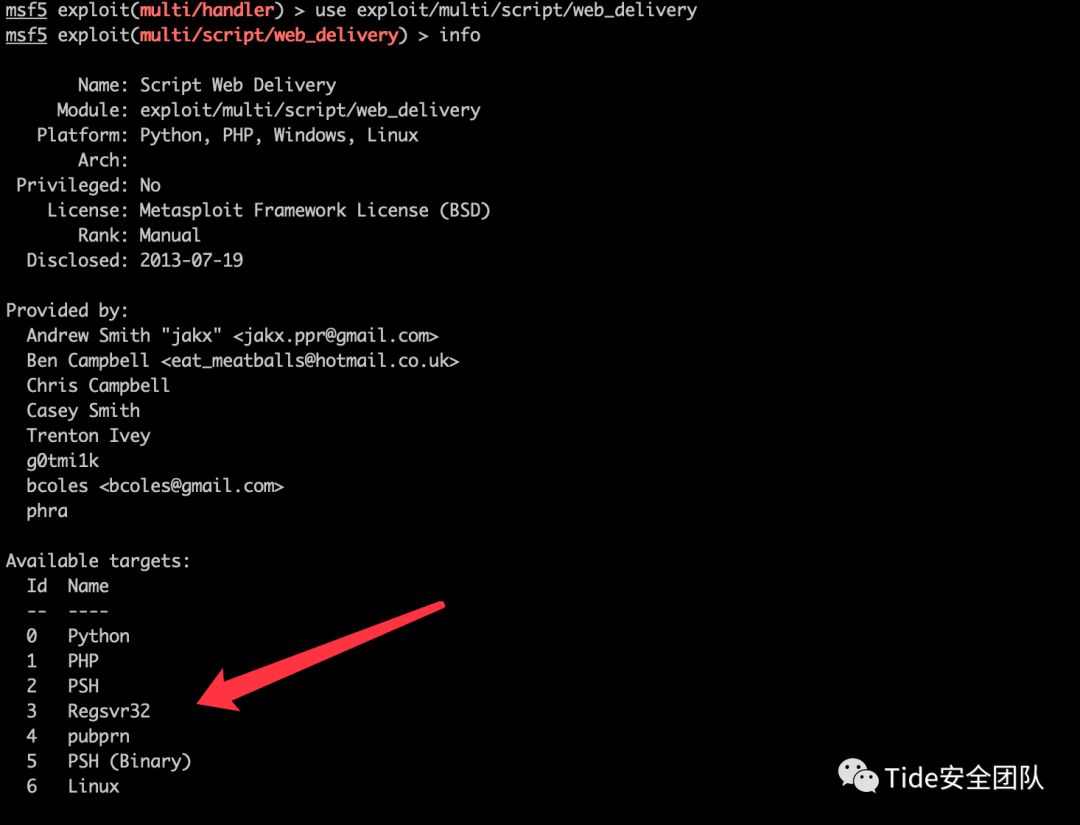 msf5 exploit(multi/handler) > use exploit/multi/script/web_delivery
msf5 exploit(multi/script/web_delivery) > info
Name: Script Web Delivery
Module: exploit/multi/script/web_delivery
Platform: Python, PHP, Windows, Linux
Arch:
Privileged: No
License: Metasploit Framework License (BSD)
Rank: Manual
Disclosed: 2013-07-19
Provided by:
Andrew Smith "jakx" <jakx.ppr@gmail.com>
Ben Campbell <eat_meatballs@hotmail.co.uk>
Chris Campbell
Casey Smith
Trenton Ivey
g0tmi1k
bcoles <bcoles@gmail.com>
phra
Available targets:
Id  Name
--  ----
0   Python
1   PHP
2   PSH
3   Regsvr32
4   pubprn
5   PSH (Binary)
6   Linux
Tide安全团队